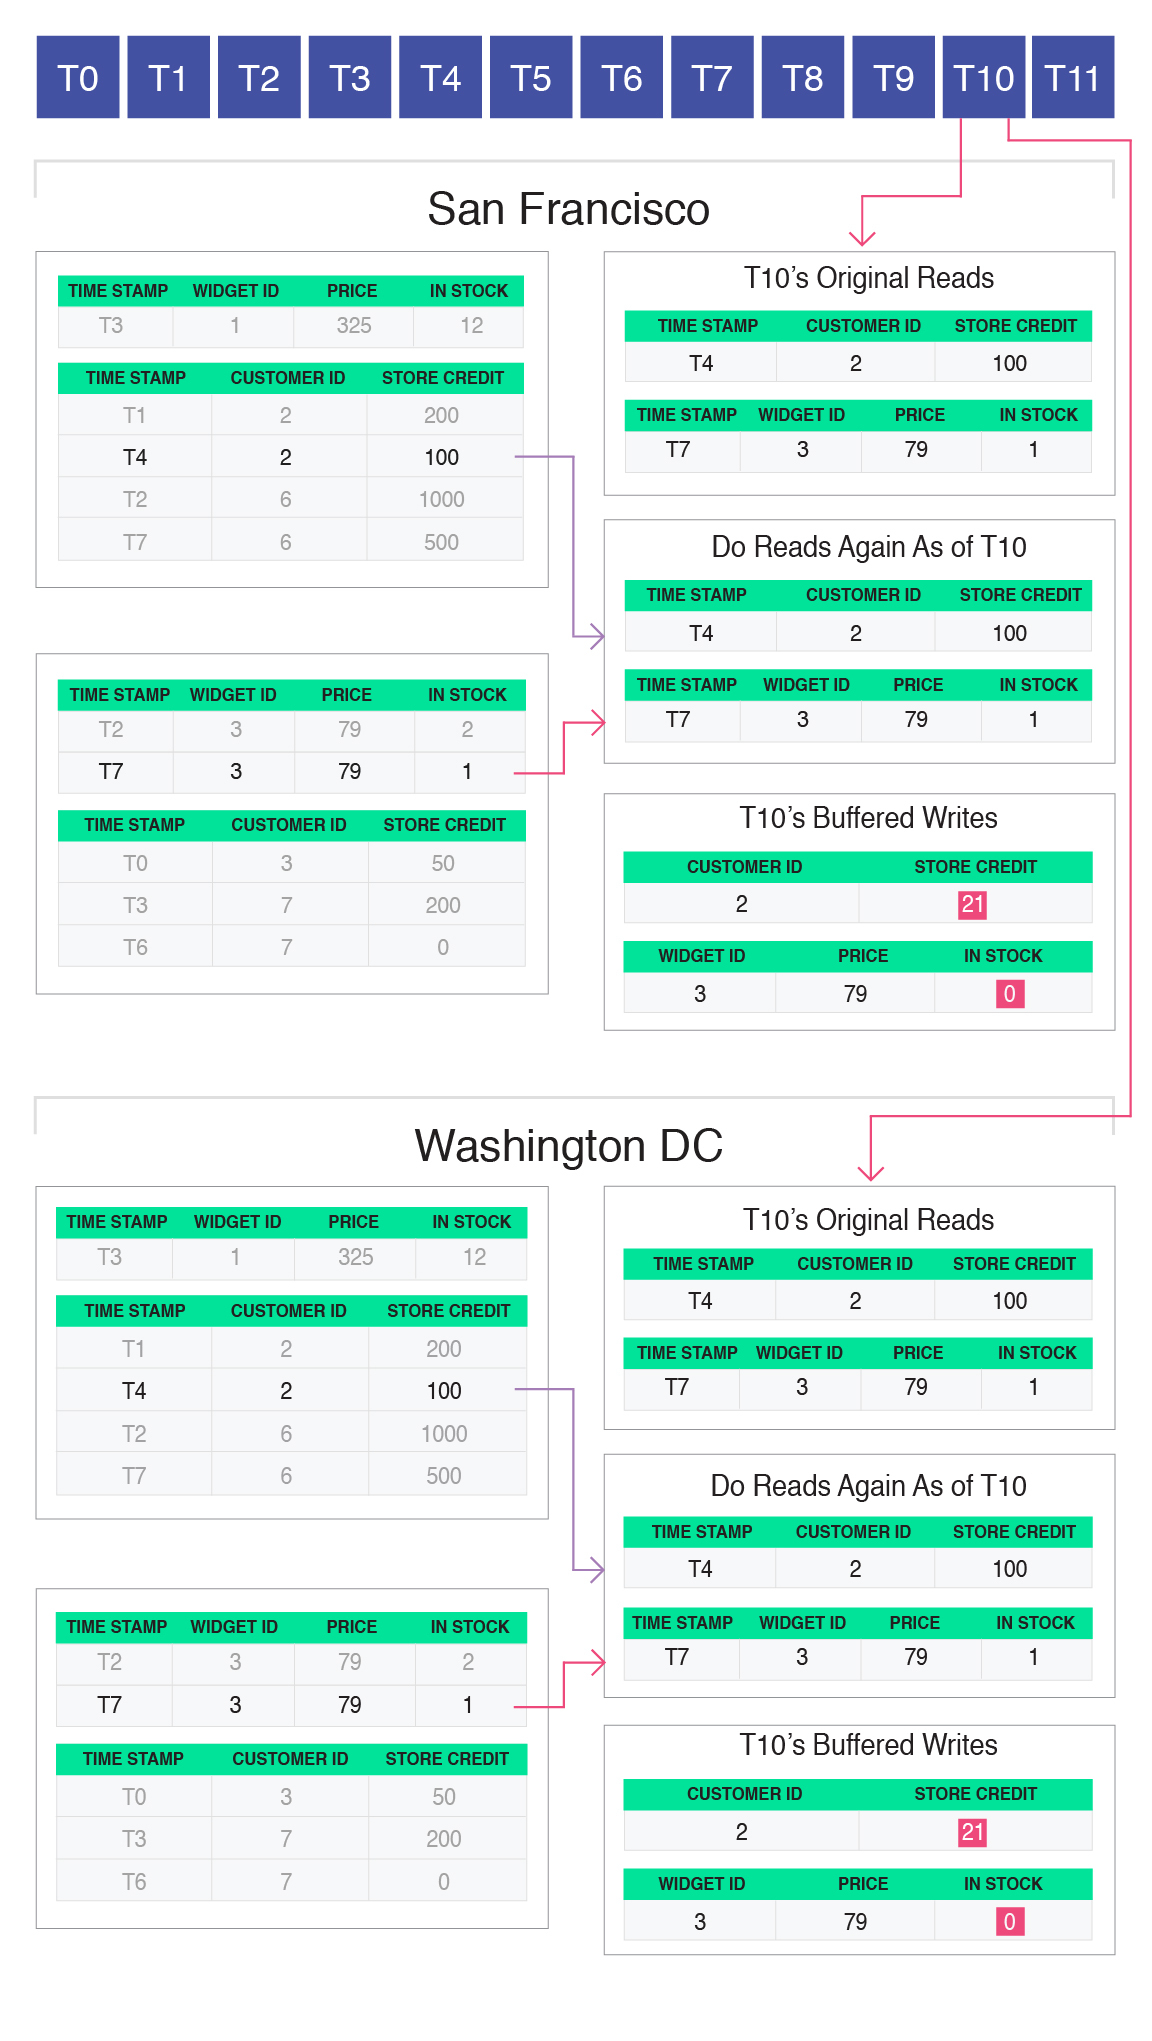 T0 T1 T2 T3 T4 T5 T6 T7 T8 T9 T10 T11
San Francisco
TIME STAMP WIDGET ID PRICE IN STOCK
T3 1 325 12
TIME STAMP CUSTOMER ID STORE CREDIT
T1 2 200
T4 2 100
T2 6 1000
T7 6 500
TIME STAMP WIDGET ID PRICE IN STOCK
T2 3 79 2
T7 3 79 1
TIME STAMP CUSTOMER ID STORE CREDIT
T0 3 50
T3 7 200
T6 7 0
T10’s Original Reads
TIME STAMP CUSTOMER ID STORE CREDIT
T4 2 100
TIME STAMP WIDGET ID PRICE IN STOCK
T7 3 79 1
Do Reads Again As of T10
TIME STAMP CUSTOMER ID STORE CREDIT
T4 2 100
TIME STAMP WIDGET ID PRICE IN STOCK
T7 3 79 1
T10’s Buffered Writes
CUSTOMER ID STORE CREDIT
2 21
WIDGET ID PRICE IN STOCK
3 79 0
Washington DC
TIME STAMP WIDGET ID PRICE IN STOCK
T3 1 325 12
TIME STAMP CUSTOMER ID STORE CREDIT
T1 2 200
T4 2 100
T2 6 1000
T7 6 500
TIME STAMP WIDGET ID PRICE IN STOCK
T2 3 79 2
T7 3 79 1
TIME STAMP CUSTOMER ID STORE CREDIT
T0 3 50
T3 7 200
T6 7 0
T10’s Original Reads
TIME STAMP CUSTOMER ID STORE CREDIT
T4 2 100
TIME STAMP WIDGET ID PRICE IN STOCK
T7 3 79 1
Do Reads Again As of T10
TIME STAMP CUSTOMER ID STORE CREDIT
T4 2 100
TIME STAMP WIDGET ID PRICE IN STOCK
T7 3 79 1
T10’s Buffered Writes
CUSTOMER ID STORE CREDIT
2 21
WIDGET ID PRICE IN STOCK
3 79 0